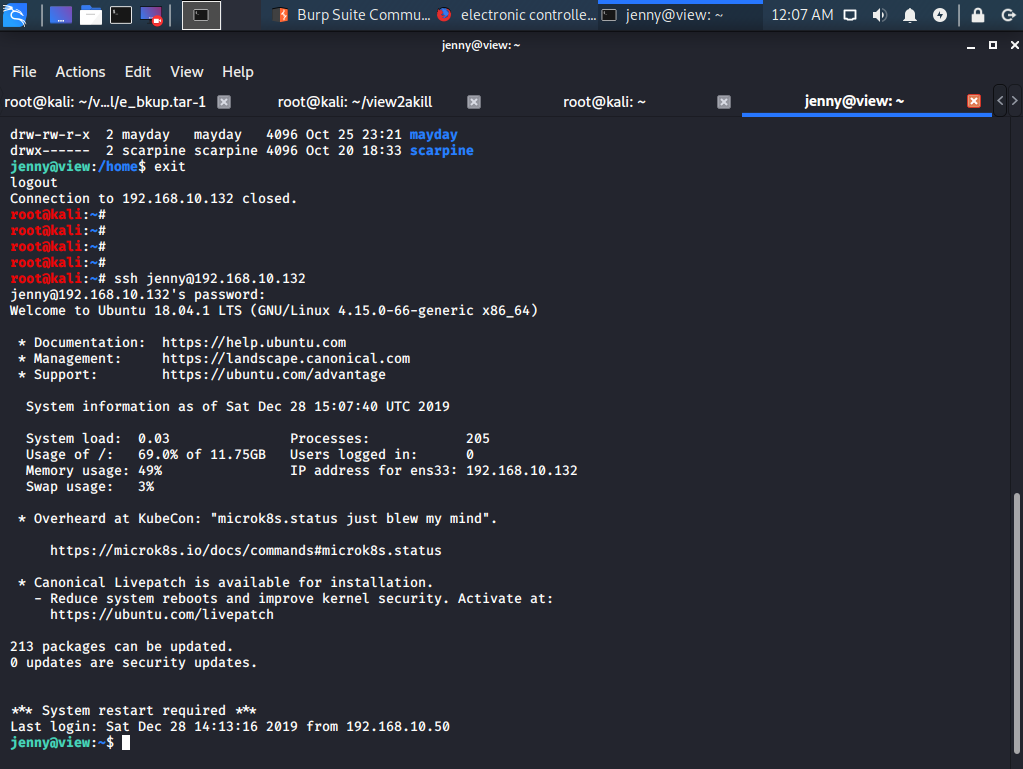 Burp Suite Commu... electronic controlle... jenny@view: ~ 12:07 AM
jenny@view: ~
File Actions Edit View Help
root@kali: ~/v...l/e_bkup.tar-1 root@kali: ~/view2akill root@kali: ~ jenny@view: ~
drw-rw-r-x  2 mayday   mayday   4096 Oct 25 23:21 mayday
drwx------  2 scarpine scarpine 4096 Oct 20 18:33 scarpine
jenny@view:/home$ exit
logout
Connection to 192.168.10.132 closed.
root@kali:~#
root@kali:~#
root@kali:~#
root@kali:~#
root@kali:~# ssh jenny@192.168.10.132
jenny@192.168.10.132's password:
Welcome to Ubuntu 18.04.1 LTS (GNU/Linux 4.15.0-66-generic x86_64)
 * Documentation:  https://help.ubuntu.com
 * Management:     https://landscape.canonical.com
 * Support:        https://ubuntu.com/advantage
  System information as of Sat Dec 28 15:07:40 UTC 2019
  System load:  0.03               Processes:            205
  Usage of /:   69.0% of 11.75GB   Users logged in:      0
  Memory usage: 49%                IP address for ens33: 192.168.10.132
  Swap usage:   3%
 * Overheard at KubeCon: "microk8s.status just blew my mind".
     https://microk8s.io/docs/commands#microk8s.status
 * Canonical Livepatch is available for installation.
   - Reduce system reboots and improve kernel security. Activate at:
     https://ubuntu.com/livepatch
213 packages can be updated.
0 updates are security updates.
*** System restart required ***
Last login: Sat Dec 28 14:13:16 2019 from 192.168.10.50
jenny@view:~$